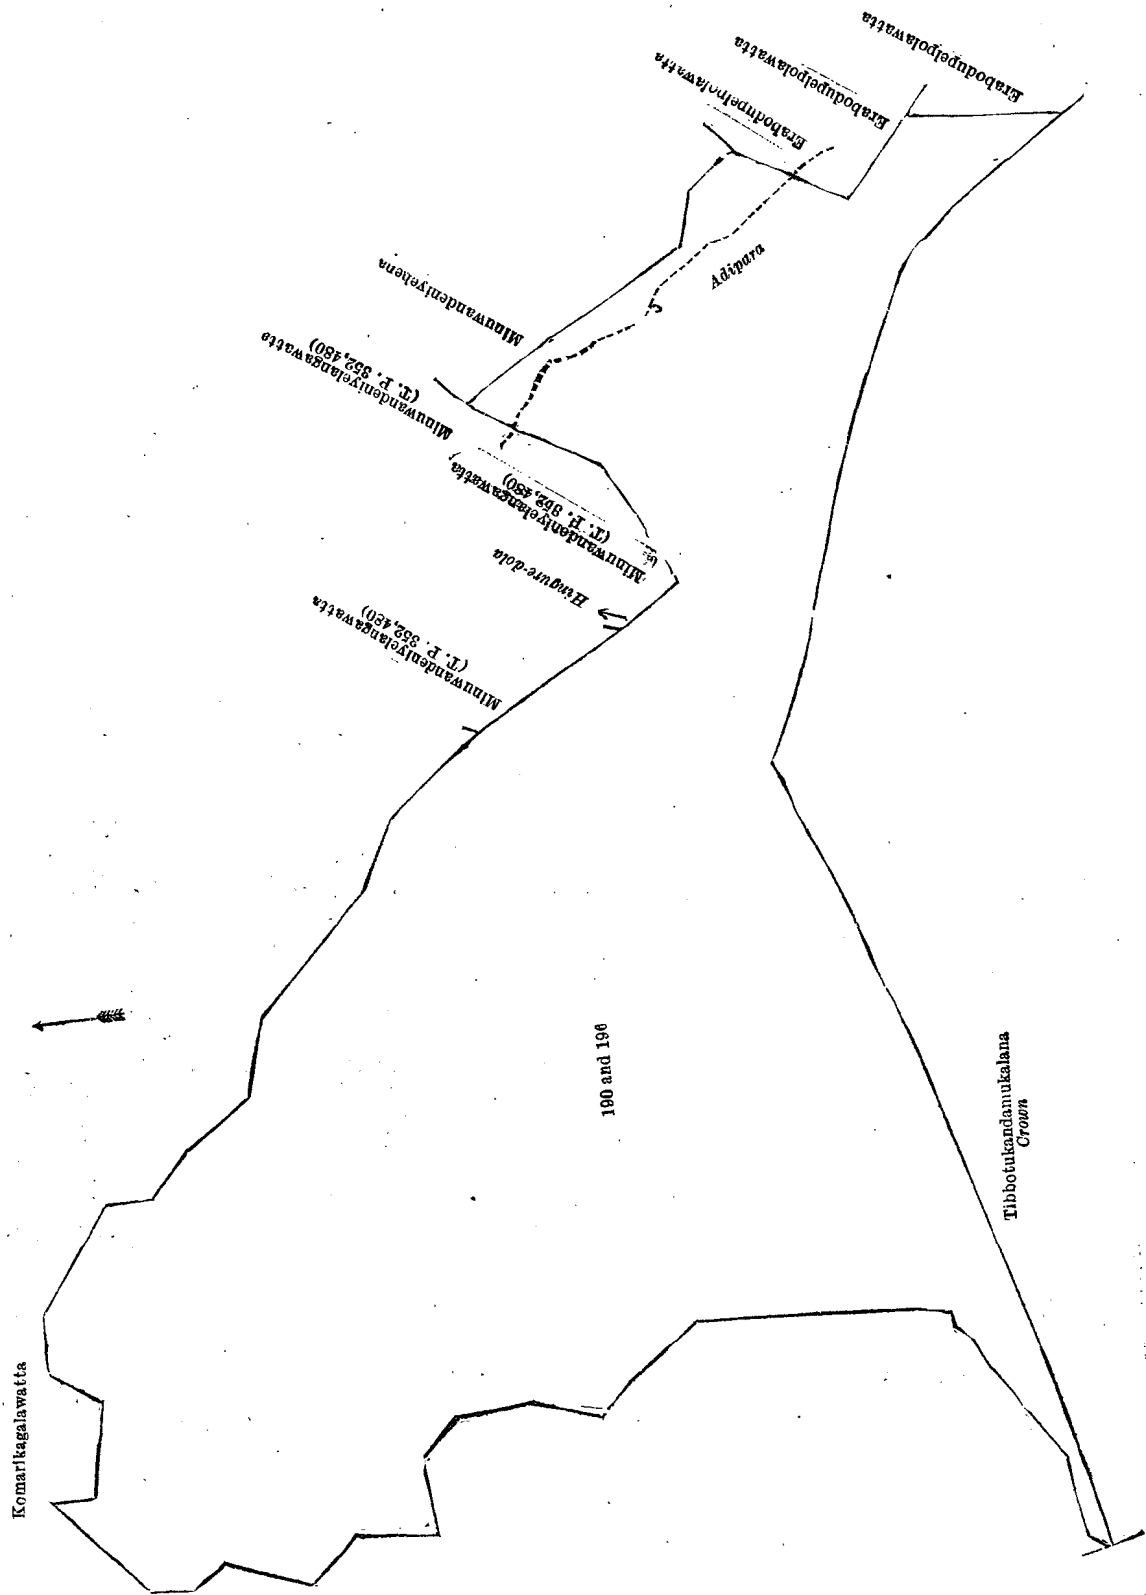 Erabodupelpolawatta
Erabodupelpolawatta
Erabodupelpolawatta
Adipara
Minuwandeniyehena
Minuwandeniyelangawatta
(T. P. 352,480)
Minuwandeniyelangawatta
(T. P. 352,480)
Hingure-dola
Minuwandeniyelangawatta
(T. P. 352,480)
190 and 196
Tibbotukandamukalana
Crown
Komarikagalawatta